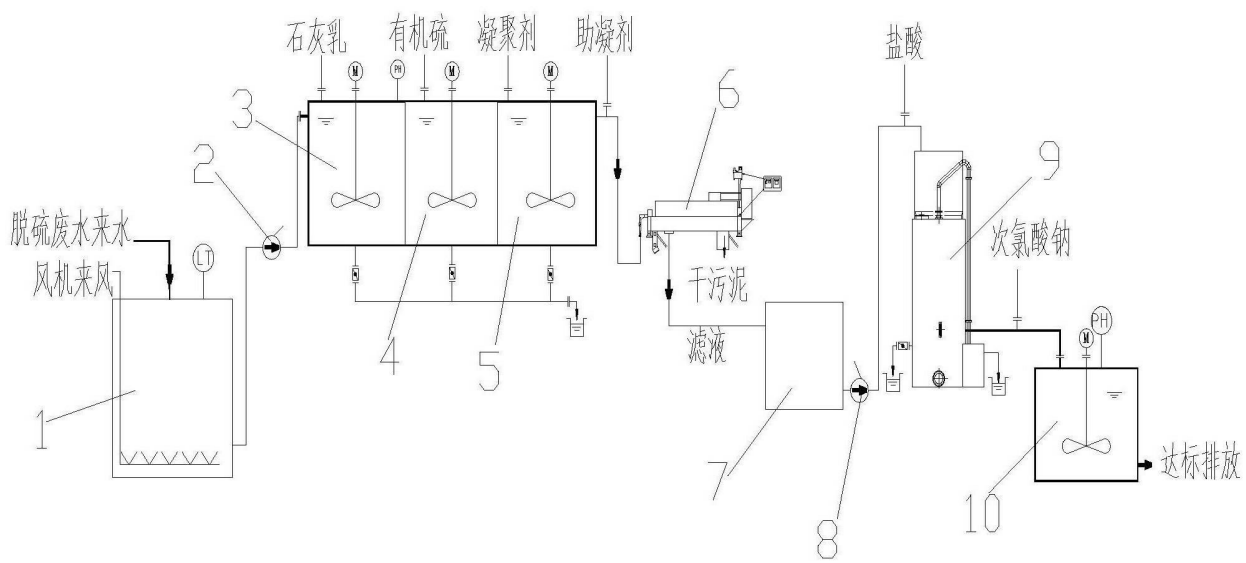 石灰乳
有机硫
凝聚剂
助凝剂
盐酸
M
PH
M
M
6
3
9
2
脱硫废水来水
LT
风机来风
次氯酸钠
干污泥
滤液
PH
M
4
5
1
7
8
10
达标排放